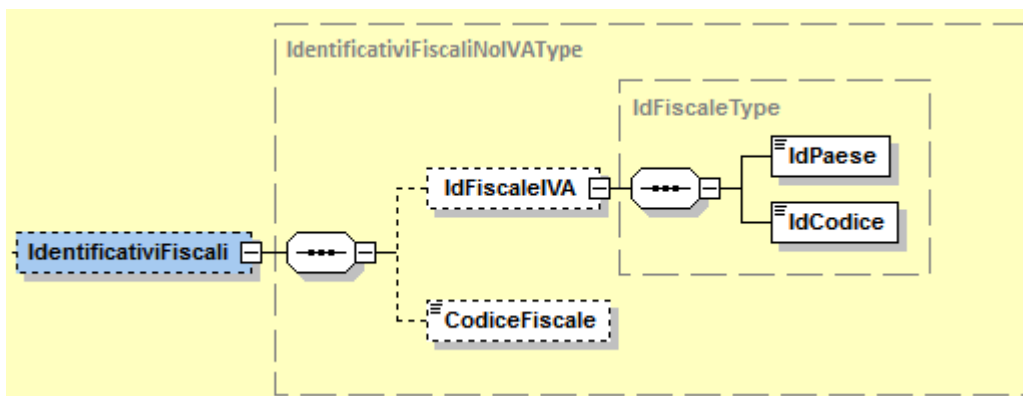 IdentificativiFiscaliNoIVAType
IdFiscaleType
IdPaese
IdFiscaleIVA
IdCodice
IdentificativiFiscali
CodiceFiscale